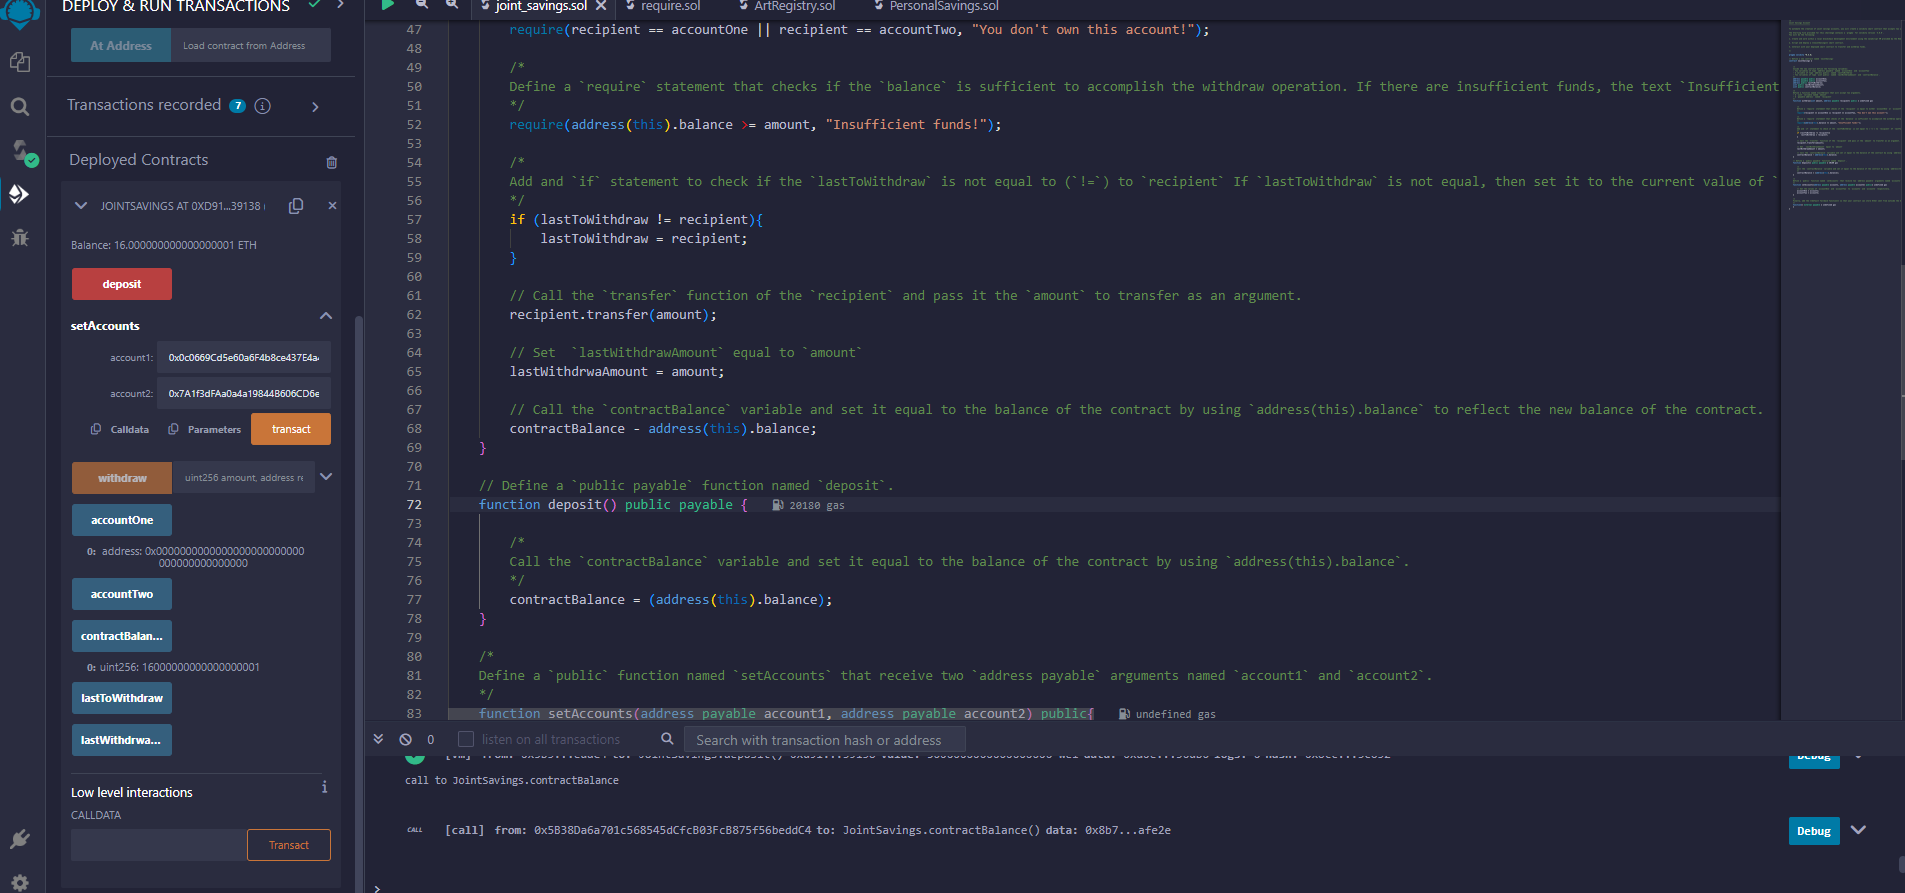 DEPLOY & RUN TRANSACTIONS
At Address
Load contract from Address
Transactions recorded 7
Deployed Contracts
JOINTSAVINGS AT 0XD91...39138 (
Balance: 16.000000000000000001 ETH
deposit
setAccounts
account1: 0x0c0669Cd5e60a6F4b8ce437E4a
account2: 0x7A1f3dFAa0a4a19844B606CD6e
Calldata
Parameters
transact
withdraw
uint256 amount, address re
accountOne
0: address: 0x00000000000000000000000
00000000000000000
accountTwo
contractBalan...
0: uint256: 16000000000000000001
lastToWithdraw
lastWithdrwa...
Low level interactions
CALLDATA
Transact
joint_savings.sol
require.sol
ArtRegistry.sol
PersonalSavings.sol
47 require(recipient == accountOne || recipient == accountTwo, "You don't own this account!");
48
49 /*
50 Define a `require` statement that checks if the `balance` is sufficient to accomplish the withdraw operation. If there are insufficient funds, the text `Insufficient
51 */
52 require(address(this).balance >= amount, "Insufficient funds!");
53
54 /*
55 Add and `if` statement to check if the `lastToWithdraw` is not equal to (`!=`) to `recipient` If `lastToWithdraw` is not equal, then set it to the current value of `
56 */
57 if (lastToWithdraw != recipient){
58 lastToWithdraw = recipient;
59 }
60
61 // Call the `transfer` function of the `recipient` and pass it the `amount` to transfer as an argument.
62 recipient.transfer(amount);
63
64 // Set  `lastWithdrawAmount` equal to `amount`
65 lastWithdrwaAmount = amount;
66
67 // Call the `contractBalance` variable and set it equal to the balance of the contract by using `address(this).balance` to reflect the new balance of the contract.
68 contractBalance - address(this).balance;
69 }
70
71 // Define a `public payable` function named `deposit`.
72 function deposit() public payable { 20180 gas
73
74 /*
75 Call the `contractBalance` variable and set it equal to the balance of the contract by using `address(this).balance`.
76 */
77 contractBalance = (address(this).balance);
78 }
79
80 /*
81 Define a `public` function named `setAccounts` that receive two `address payable` arguments named `account1` and `account2`.
82 */
83 function setAccounts(address payable account1, address payable account2) public{ undefined gas
0
listen on all transactions
Search with transaction hash or address
Debug
call to JointSavings.contractBalance
CALL [call] from: 0x5B38Da6a701c568545dCfcB03FcB875f56beddC4 to: JointSavings.contractBalance() data: 0x8b7...afe2e
Debug
>